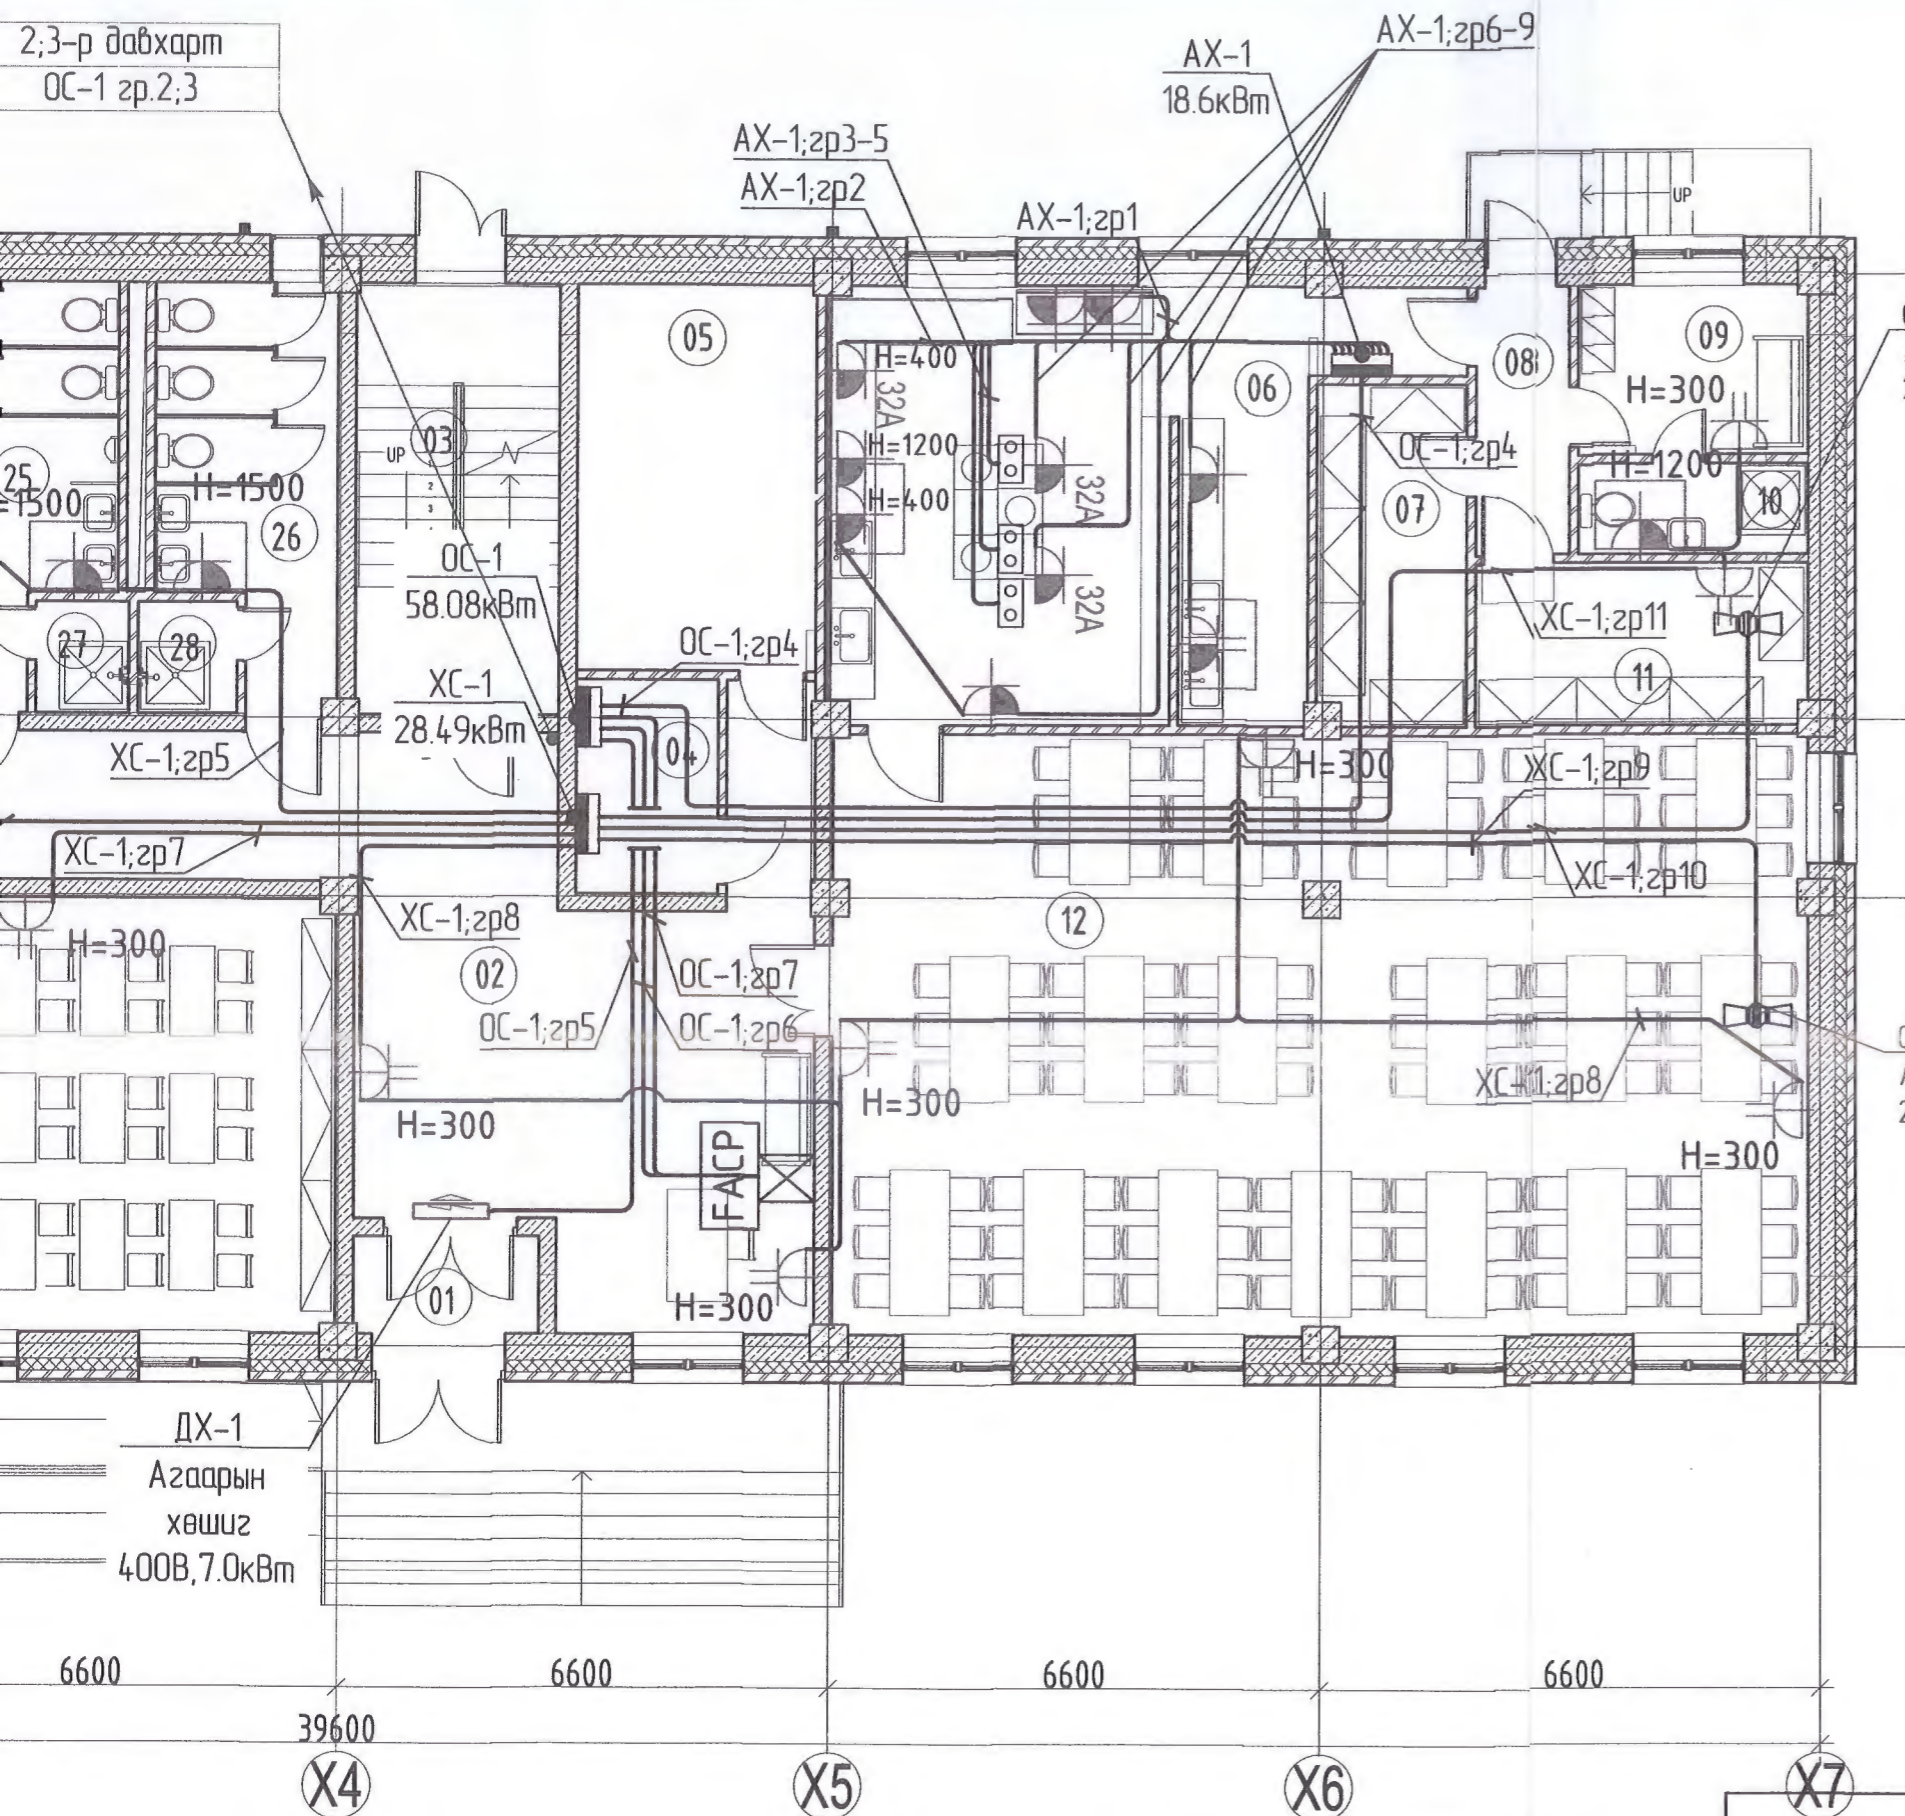 2;3-р давхарт
ОС-1 гр.2;3
АХ-1;гр6-9
АХ-1
18.6кВт
АХ-1;гр3-5
АХ-1;гр2
АХ-1;гр1
UP
05
09
08
06
H=400
32А
H=300
03
UP
H=1200
ОС-1;гр4
H=1200
25
=1500
H=1500
H=400
32А
07
10
26
ОС-1
58.08кВт
32А
ХС-1;гр11
27
28
ОС-1;гр4
11
ХС-1
28.49кВт
04
ХС-1;гр5
H=300
ХС-1;гр9
ХС-1;гр7
ХС-1;гр10
ХС-1;гр8
12
H=300
02
ОС-1;гр7
ОС-1;гр5
ОС-1;гр6
ХС-1;гр8
H=300
H=300
H=300
FACP
01
H=300
ДХ-1
Агаарын
хөшиг
400В,7.0кВт
6600
6600
6600
6600
39600
X4
X5
X6
X7